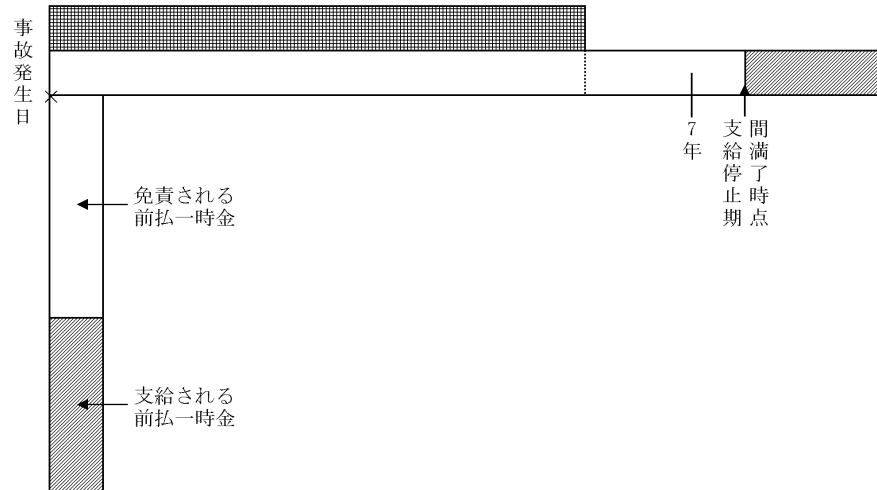 事故発生日
7年
支給停止期
間満了時点
免責される
前払一時金
支給される
前払一時金